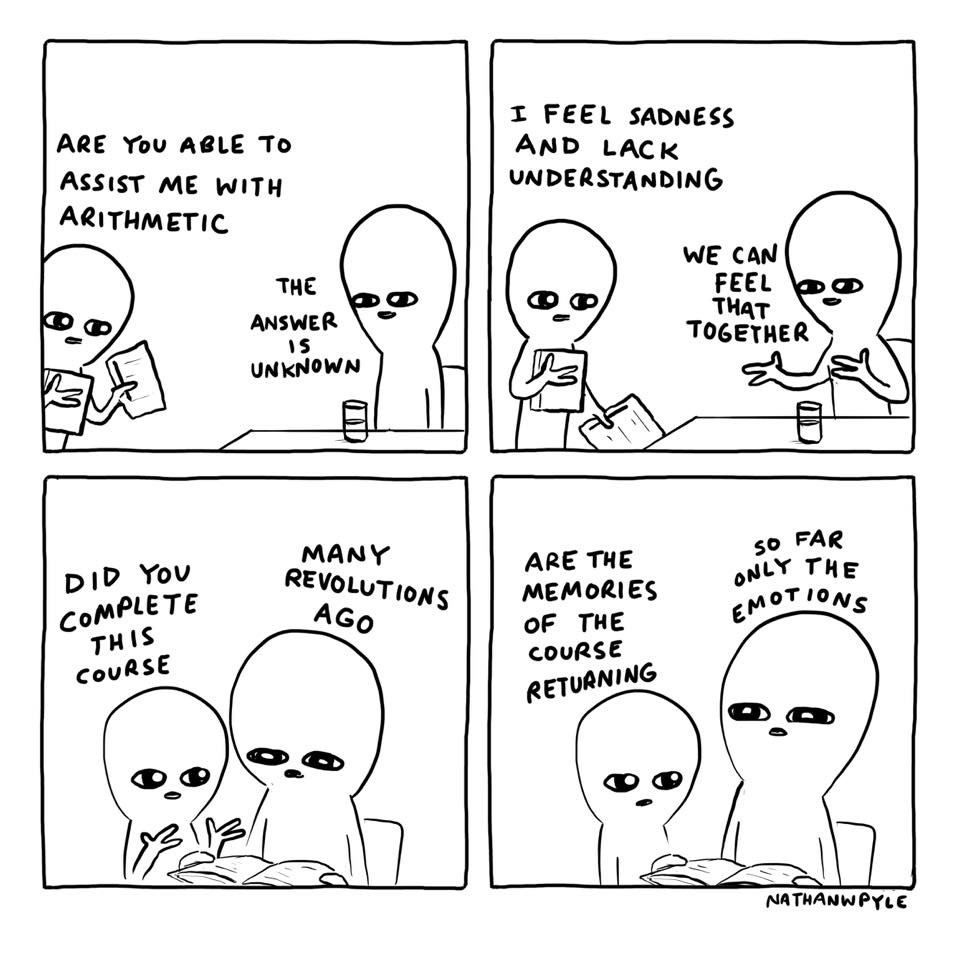 ARE YOU ABLE TO
ASSIST ME WITH
ARITHMETIC
THE
ANSWER
IS
UNKNOWN
I FEEL SADNESS
AND LACK
UNDERSTANDING
WE CAN
FEEL
THAT
TOGETHER
DID YOU
COMPLETE
THIS
COURSE
MANY
REVOLUTIONS
AGO
ARE THE
MEMORIES
OF THE
COURSE
RETURNING
SO FAR
ONLY THE
EMOTIONS
NATHANWPYLE